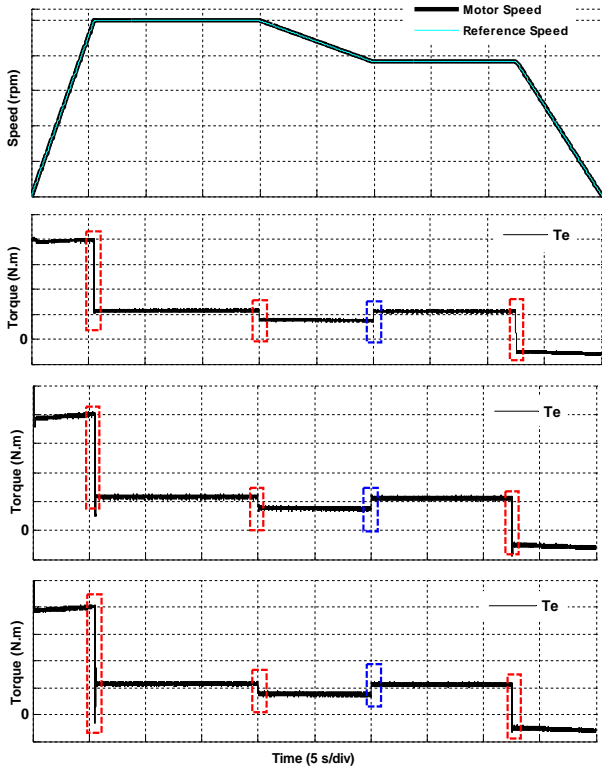 Motor Speed
Reference Speed
Speed (rpm)
Te
Torque (N.m)
0
Te
Torque (N.m)
0
Te
Torque (N.m)
0
Time (5 s/div)